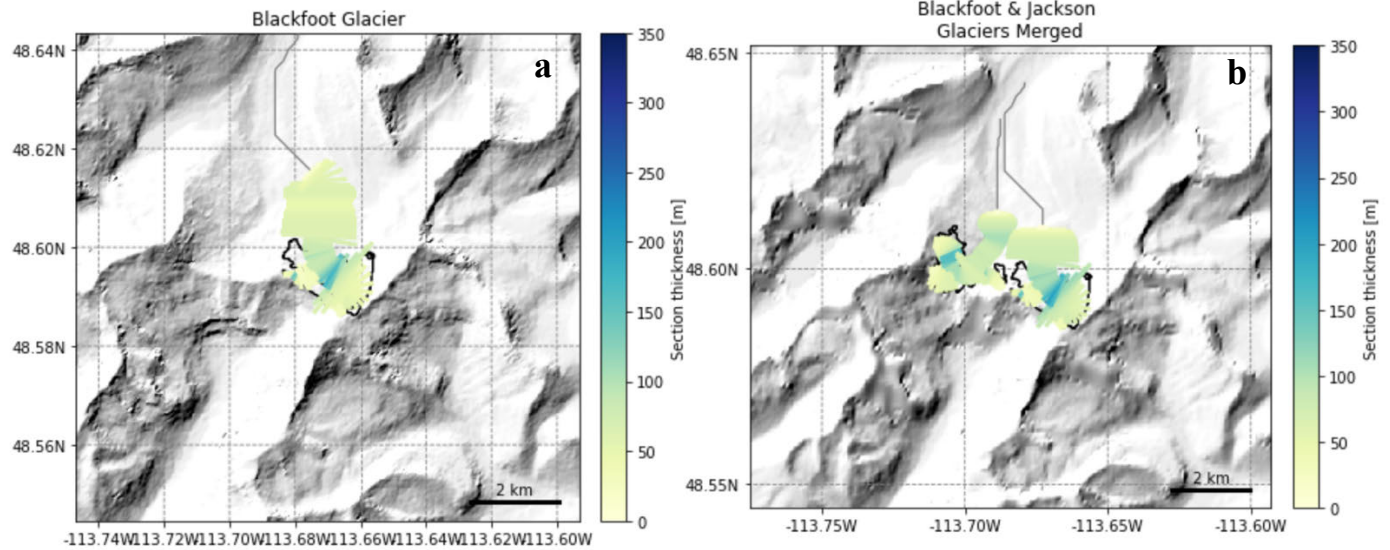 Blackfoot Glacier
a
48.64N
48.62N
48.60N
48.58N
48.56N
-113.74W-113.72W-113.70W-113.68W-113.66W-113.64W-113.62W-113.60W
2 km
350
300
250
200
150
100
50
0
Section thickness [m]
Blackfoot & Jackson
Glaciers Merged
b
48.65N
48.60N
48.55N
-113.75W
-113.70W
-113.65W
-113.60W
2 km
350
300
250
200
150
100
50
0
Section thickness [m]